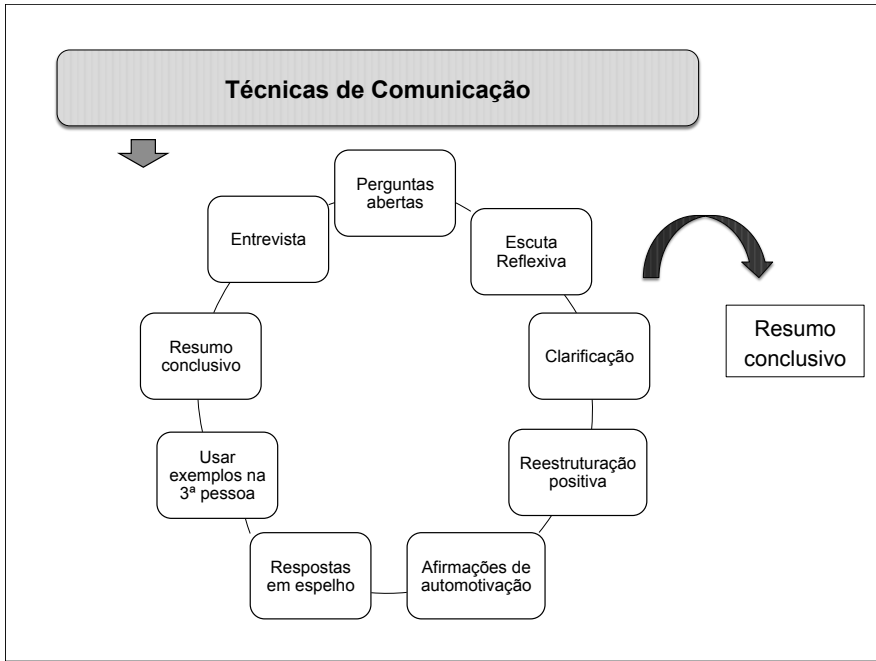 Técnicas de Comunicação
Perguntas
abertas
Escuta
Reflexiva
Clarificação
Reestruturação
positiva
Afirmações de
automotivação
Respostas
em espelho
Usar
exemplos na
3ª pessoa
Resumo
conclusivo
Entrevista
Resumo
conclusivo